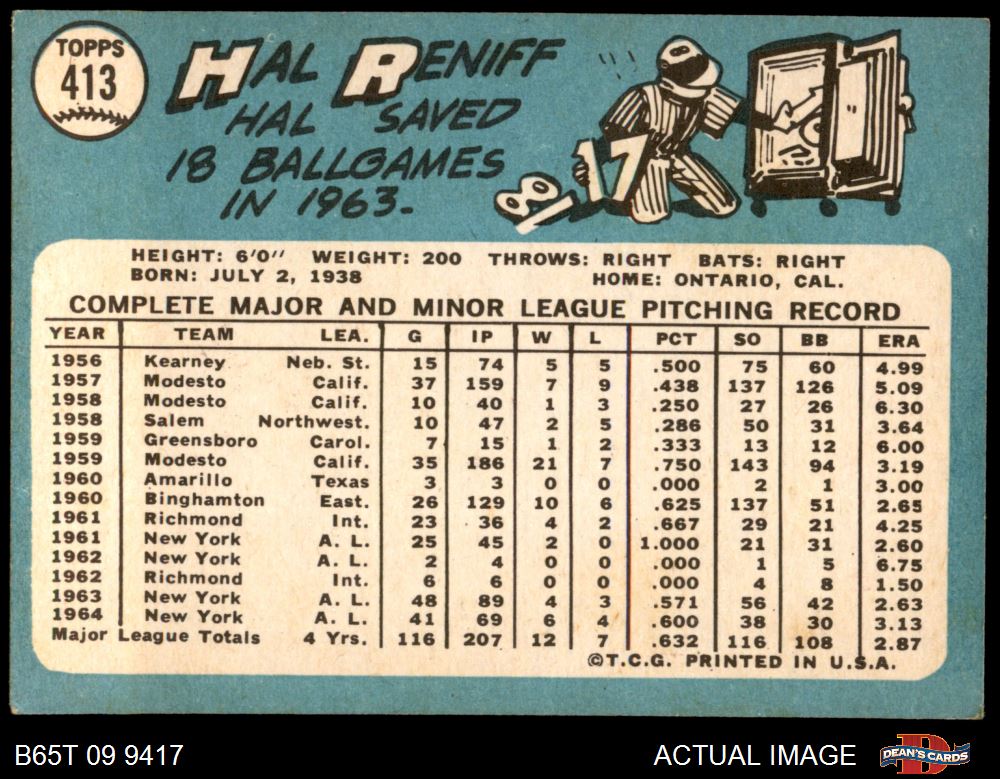 TOPPS
413
HAL RENIFF
HAL SAVED
18 BALLGAMES
IN 1963.
17
18
HEIGHT: 6'0" WEIGHT: 200 THROWS: RIGHT BATS: RIGHT
BORN: JULY 2, 1938 HOME: ONTARIO, CAL.
COMPLETE MAJOR AND MINOR LEAGUE PITCHING RECORD
YEAR TEAM LEA. G IP W L PCT SO BB ERA
1956 Kearney Neb. St. 15 74 5 5 .500 75 60 4.99
1957 Modesto Calif. 37 159 7 9 .438 137 126 5.09
1958 Modesto Calif. 10 40 1 3 .250 27 26 6.30
1958 Salem Northwest. 10 47 2 5 .286 50 31 3.64
1959 Greensboro Carol. 7 15 1 2 .333 13 12 6.00
1959 Modesto Calif. 35 186 21 7 .750 143 94 3.19
1960 Amarillo Texas 3 3 0 0 .000 2 1 3.00
1960 Binghamton East. 26 129 10 6 .625 137 51 2.65
1961 Richmond Int. 23 36 4 2 .667 29 21 4.25
1961 New York A. L. 25 45 2 0 1.000 21 31 2.60
1962 New York A. L. 2 4 0 0 .000 1 5 6.75
1962 Richmond Int. 6 6 0 0 .000 4 8 1.50
1963 New York A. L. 48 89 4 3 .571 56 42 2.63
1964 New York A. L. 41 69 6 4 .600 38 30 3.13
Major League Totals 4 Yrs. 116 207 12 7 .632 116 108 2.87
©T.C.G. PRINTED IN U.S.A.
B65T 09 9417 ACTUAL IMAGE DEAN'S CARDS